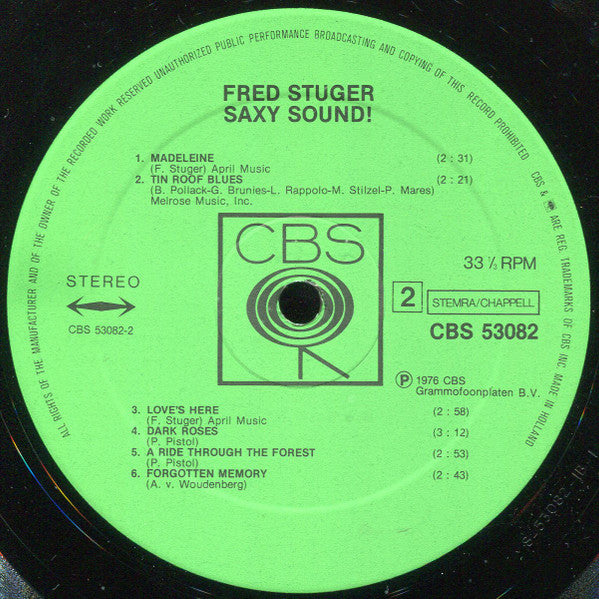 ALL RIGHTS OF THE MANUFACTURER AND OF THE OWNER OF THE RECORDED WORK RESERVED UNAUTHORIZED PUBLIC PERFORMANCE BROADCASTING AND COPYING OF THIS RECORD PROHIBITED CBS & ARE REG. TRADEMARKS OF CBS INC. MADE IN HOLLAND
FRED STUGER
SAXY SOUND!
1. MADELEINE (2 : 31)
(F. Stuger) April Music
2. TIN ROOF BLUES (2 : 21)
(B. Pollack-G. Brunies-L. Rappolo-M. Stilzel-P. Mares)
Melrose Music, Inc.
CBS
STEREO
CBS 53082-2
33 1/3 RPM
2 STEMRA/CHAPPELL
CBS 53082
Ⓟ 1976 CBS
Grammofoonplaten B.V.
3. LOVE'S HERE (2 : 58)
(F. Stuger) April Music
4. DARK ROSES (3 : 12)
(P. Pistol)
5. A RIDE THROUGH THE FOREST (2 : 53)
(P. Pistol)
6. FORGOTTEN MEMORY (2 : 43)
(A. v. Woudenberg)